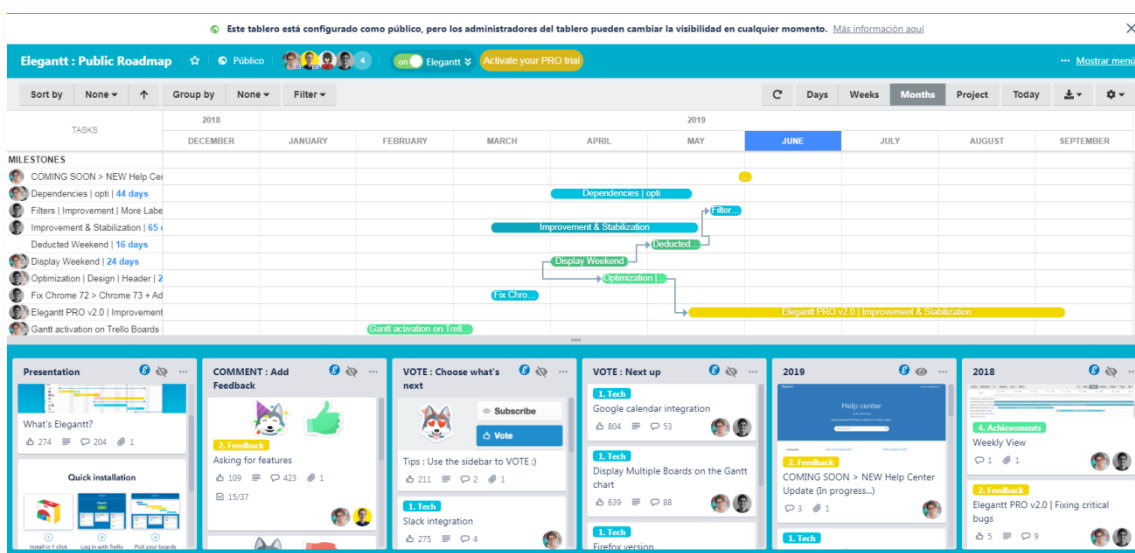 Este tablero está configurado como público, pero los administradores del tablero pueden cambiar la visibilidad en cualquier momento. Más información aquí
Elegantt : Public Roadmap Público 4 on Elegantt Activate your PRO trial Mostrar menú
Sort by None Group by None Filter Days Weeks Months Project Today
TASKS
2018 2019
DECEMBER JANUARY FEBRUARY MARCH APRIL MAY JUNE JULY AUGUST SEPTEMBER
MILESTONES
COMING SOON > NEW Help Cen
Dependencies | opti | 44 days Dependencies | opti
Filters | Improvement | More Labe Filter...
Improvement & Stabilization | 65 Improvement & Stabilization
Deducted Weekend | 16 days Deducted...
Display Weekend | 24 days Display Weekend
Optimization | Design | Header | 2 Optimization |...
Fix Chrome 72 > Chrome 73 + Ad Fix Chro...
Elegantt PRO v2.0 | Improvement Elegantt PRO v2.0 | Improvement & Stabilization
Gantt activation on Trello Boards Gantt activation on Trell...
Presentation
What's Elegantt?
274 204 1
Quick installation
Install in 1 click Log in with Trello Pick your boards
COMMENT : Add
Feedback
2. Feedback
Asking for features
109 423 1
15/37
VOTE : Choose what's
next
Subscribe
Vote
Tips : Use the sidebar to VOTE ;)
211 2 1
1. Tech
Slack integration
275 4
VOTE : Next up
1. Tech
Google calendar integration
804 53
1. Tech
Display Multiple Boards on the Gantt
chart
639 88
1. Tech
Firefox version
2019
Help center
2. Feedback
COMING SOON > NEW Help Center
Update (In progress...)
3 1
1. Tech
2018
4. Achievements
Weekly View
1 1
2. Feedback
Elegantt PRO v2.0 | Fixing critical
bugs
5 9